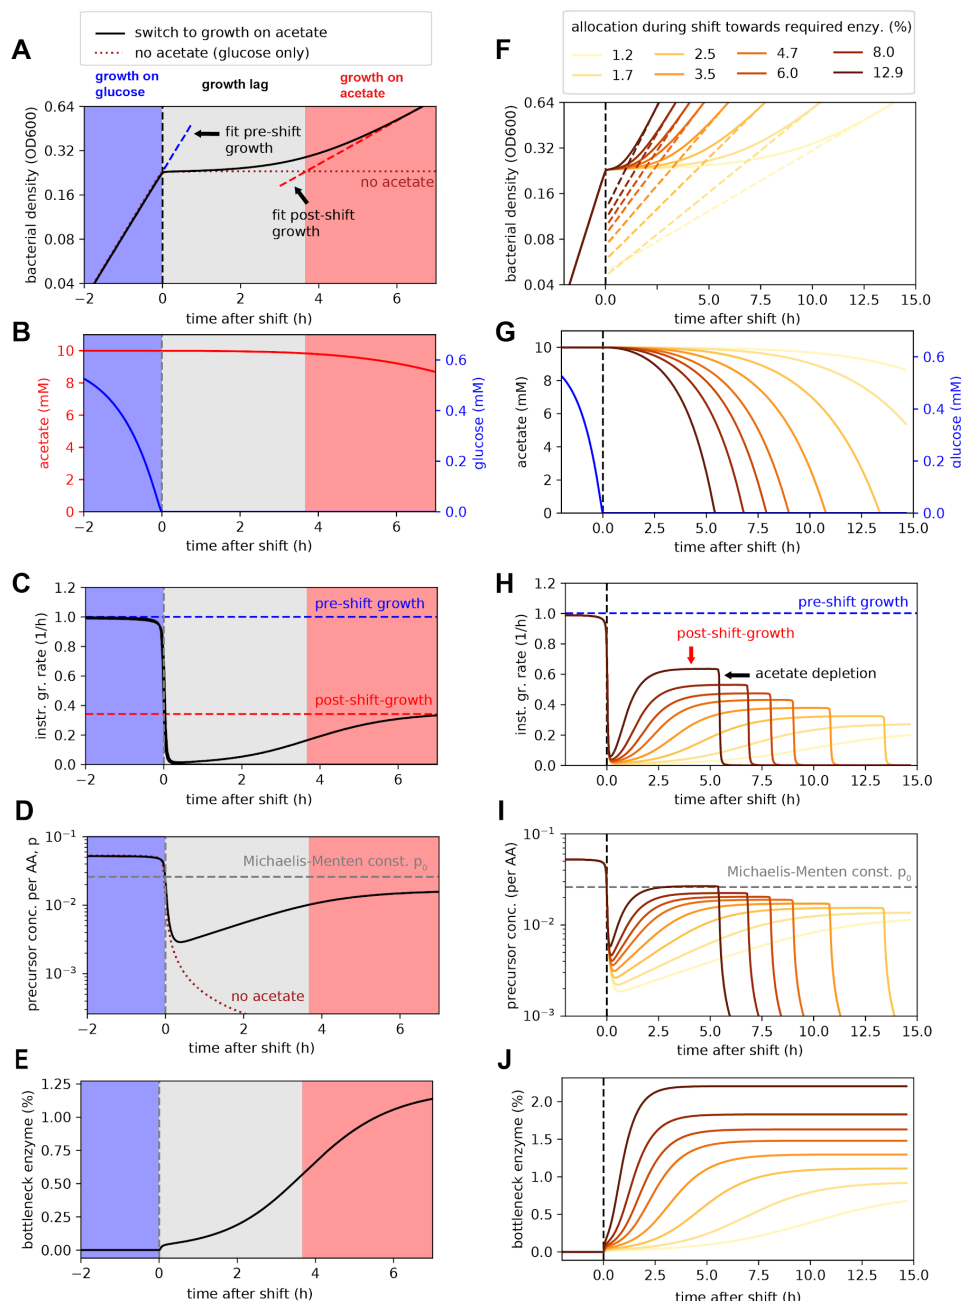 A
switch to growth on acetate
no acetate (glucose only)
growth on
glucose
growth lag
growth on
acetate
bacterial density (OD600)
0.64
0.32
0.16
0.08
0.04
fit pre-shift
growth
no acetate
fit post-shift
growth
−2
0
2
4
6
time after shift (h)
B
acetate (mM)
10
8
6
4
2
0
0.6
0.4
0.2
0.0
glucose (mM)
−2
0
2
4
6
time after shift (h)
C
instr. gr. rate (1/h)
1.2
1.0
0.8
0.6
0.4
0.2
0.0
pre-shift growth
post-shift-growth
−2
0
2
4
6
time after shift (h)
D
precursor conc. per AA, p
10⁻¹
10⁻²
10⁻³
Michaelis-Menten const. p₀
no acetate
−2
0
2
4
6
time after shift (h)
E
bottleneck enzyme (%)
1.25
1.00
0.75
0.50
0.25
0.00
−2
0
2
4
6
time after shift (h)
F
allocation during shift towards required enzy. (%)
1.2 2.5 4.7 8.0
1.7 3.5 6.0 12.9
bacterial density (OD600)
0.64
0.32
0.16
0.08
0.04
0.0
2.5
5.0
7.5
10.0
12.5
15.0
time after shift (h)
G
acetate (mM)
10
8
6
4
2
0
0.6
0.4
0.2
0.0
glucose (mM)
0.0
2.5
5.0
7.5
10.0
12.5
15.0
time after shift (h)
H
inst. gr. rate (1/h)
1.2
1.0
0.8
0.6
0.4
0.2
0.0
pre-shift growth
post-shift-growth
acetate depletion
0.0
2.5
5.0
7.5
10.0
12.5
15.0
time after shift (h)
I
precursor conc. (per AA)
10⁻¹
10⁻²
10⁻³
Michaelis-Menten const. p₀
0.0
2.5
5.0
7.5
10.0
12.5
15.0
time after shift (h)
J
bottleneck enzyme (%)
2.0
1.5
1.0
0.5
0.0
0.0
2.5
5.0
7.5
10.0
12.5
15.0
time after shift (h)